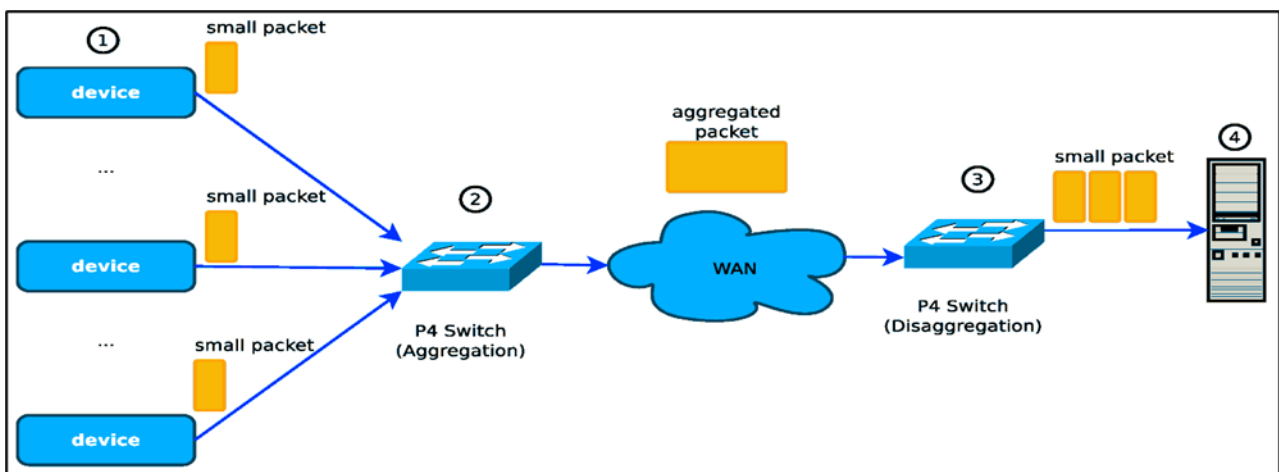 1
small packet
device
...
small packet
device
...
small packet
device
2
P4 Switch
(Aggregation)
aggregated
packet
WAN
3
P4 Switch
(Disaggregation)
small packet
4